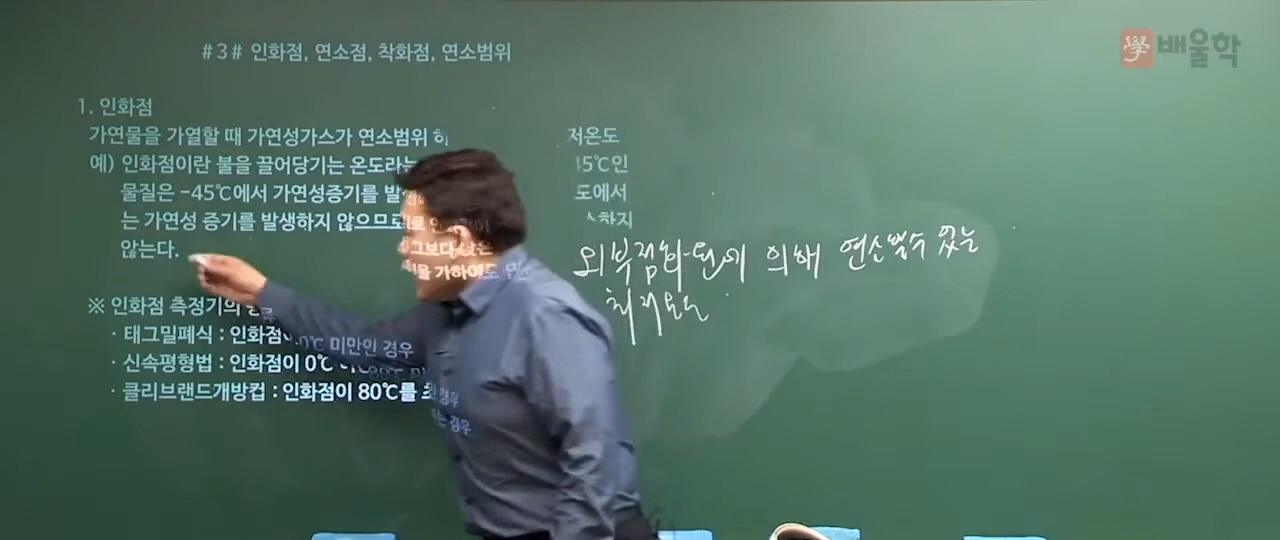 #3# 인화점, 연소점, 착화점, 연소범위
學 배울학
1. 인화점
가연물을 가열할 때 가연성가스가 연소범위 저온도
예) 인화점이란 불을 끌어당기는 온도라 5℃인
물질은 -45℃에서 가연성증기를 발 도에서
는 가연성 증기를 발생하지 않으므로 하지
않는다.
외부점화원에 의해 연소될수 있는
최저온도
※ 인화점 측정기의
· 태그밀폐식 : 인화점 0℃ 미만인 경우
· 신속평형법 : 인화점이 0℃ 경우
· 클리브랜드개방컵 : 인화점이 80℃를 경우